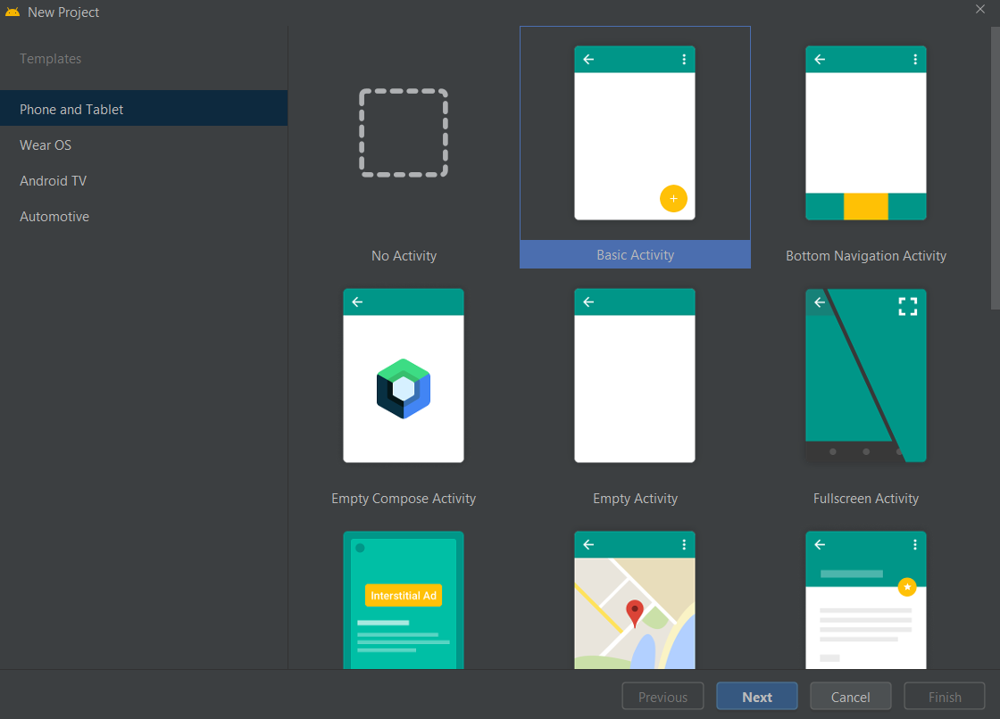 New Project
Templates
Phone and Tablet
Wear OS
Android TV
Automotive
No Activity
Basic Activity
Bottom Navigation Activity
Empty Compose Activity
Empty Activity
Fullscreen Activity
Interstitial Ad
Previous
Next
Cancel
Finish